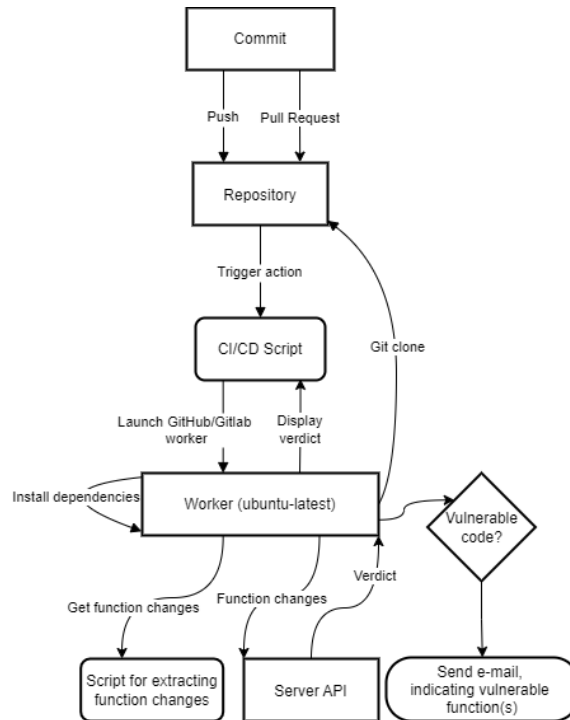 Commit
Push
Pull Request
Repository
Trigger action
CI/CD Script
Git clone
Launch GitHub/Gitlab
worker
Display
verdict
Install dependencies
Worker (ubuntu-latest)
Vulnerable
code?
Verdict
Get function changes
Function changes
Script for extracting
function changes
Server API
Send e-mail,
indicating vulnerable
function(s)